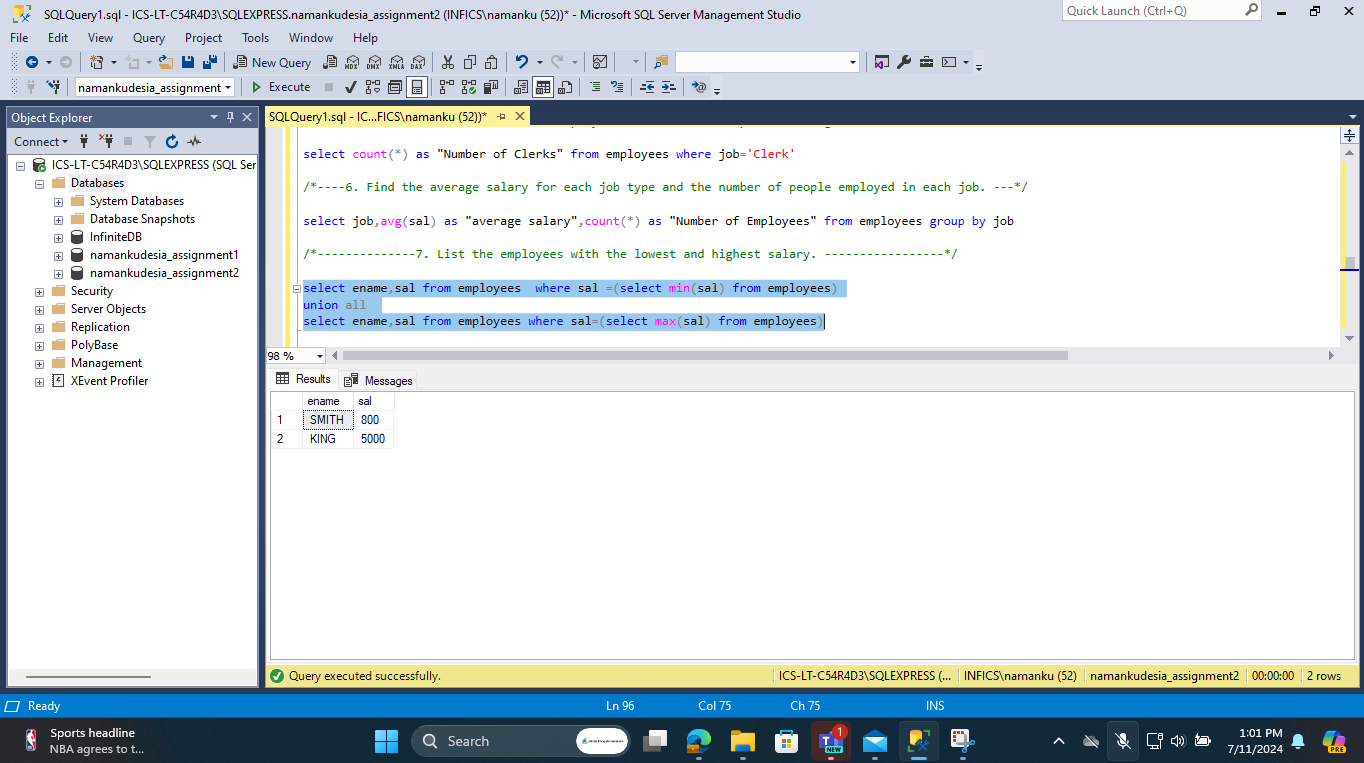 SQLQuery1.sql - ICS-LT-C54R4D3\SQLEXPRESS.namankudesia_assignment2 (INFICS\namanku (52))* - Microsoft SQL Server Management Studio
Quick Launch (Ctrl+Q)
File Edit View Query Project Tools Window Help
New Query MDX DMX XMLA DAX
namankudesia_assignment Execute
Object Explorer
SQLQuery1.sql - IC...FICS\namanku (52))*
Connect
ICS-LT-C54R4D3\SQLEXPRESS (SQL Ser
Databases
System Databases
Database Snapshots
InfiniteDB
namankudesia_assignment1
namankudesia_assignment2
Security
Server Objects
Replication
PolyBase
Management
XEvent Profiler
select count(*) as "Number of Clerks" from employees where job='Clerk'
/*----6. Find the average salary for each job type and the number of people employed in each job. ---*/
select job,avg(sal) as "average salary",count(*) as "Number of Employees" from employees group by job
/*--------------7. List the employees with the lowest and highest salary. -----------------*/
select ename,sal from employees  where sal =(select min(sal) from employees)
union all
select ename,sal from employees where sal=(select max(sal) from employees)
98 %
Results Messages
ename sal
1 SMITH 800
2 KING 5000
Query executed successfully.
ICS-LT-C54R4D3\SQLEXPRESS (... INFICS\namanku (52) namankudesia_assignment2 00:00:00 2 rows
Ready Ln 96 Col 75 Ch 75 INS
Sports headline
NBA agrees to t...
Search
1
NEW
1:01 PM
7/11/2024
PRE